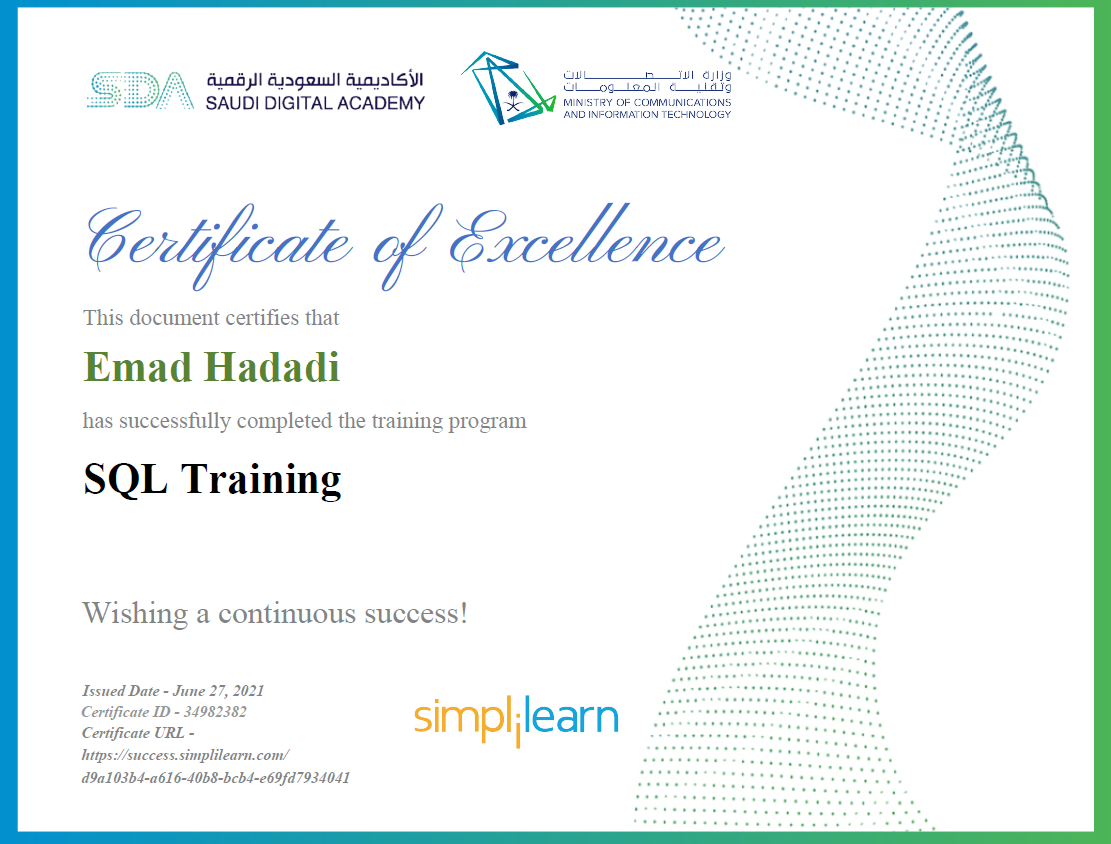 SDA
الأكاديمية السعودية الرقمية
SAUDI DIGITAL ACADEMY
وزارة الاتصالات
وتقنية المعلومات
MINISTRY OF COMMUNICATIONS
AND INFORMATION TECHNOLOGY
Certificate of Excellence
This document certifies that
Emad Hadadi
has successfully completed the training program
SQL Training
Wishing a continuous success!
Issued Date - June 27, 2021
Certificate ID - 34982382
Certificate URL -
https://success.simplilearn.com/
d9a103b4-a616-40b8-bcb4-e69fd7934041
simplilearn